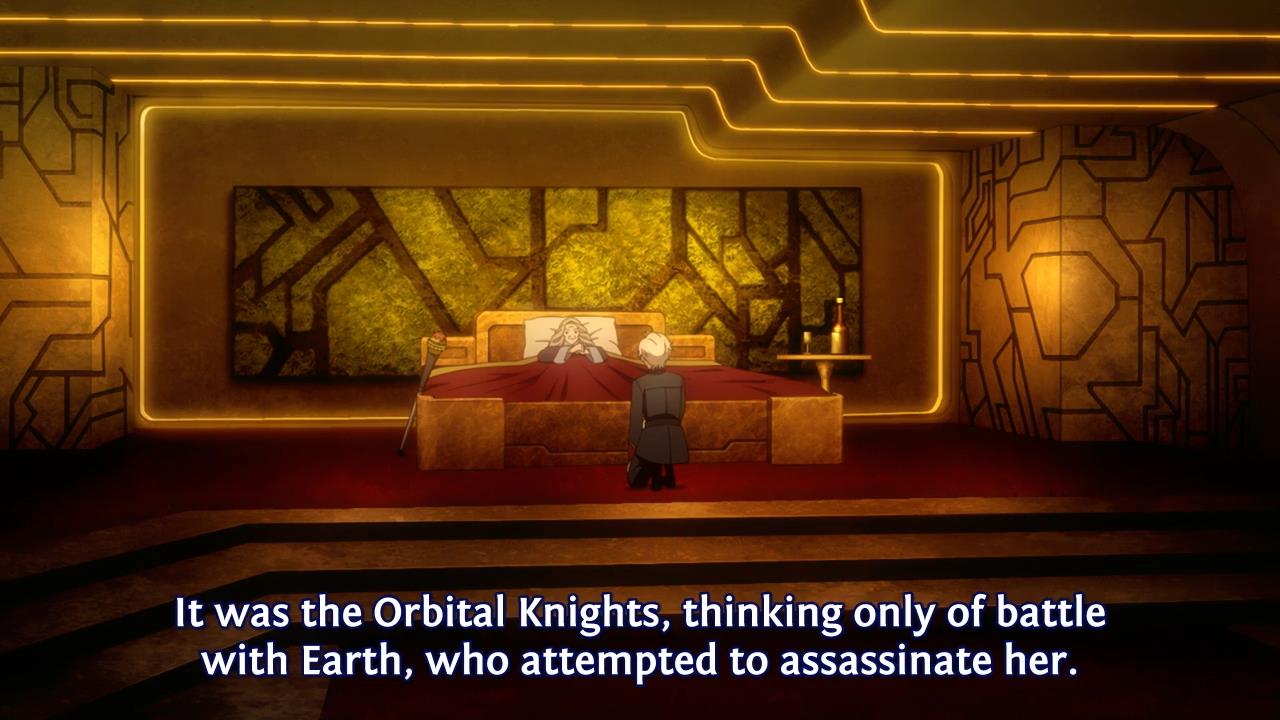 It was the Orbital Knights, thinking only of battle
with Earth, who attempted to assassinate her.